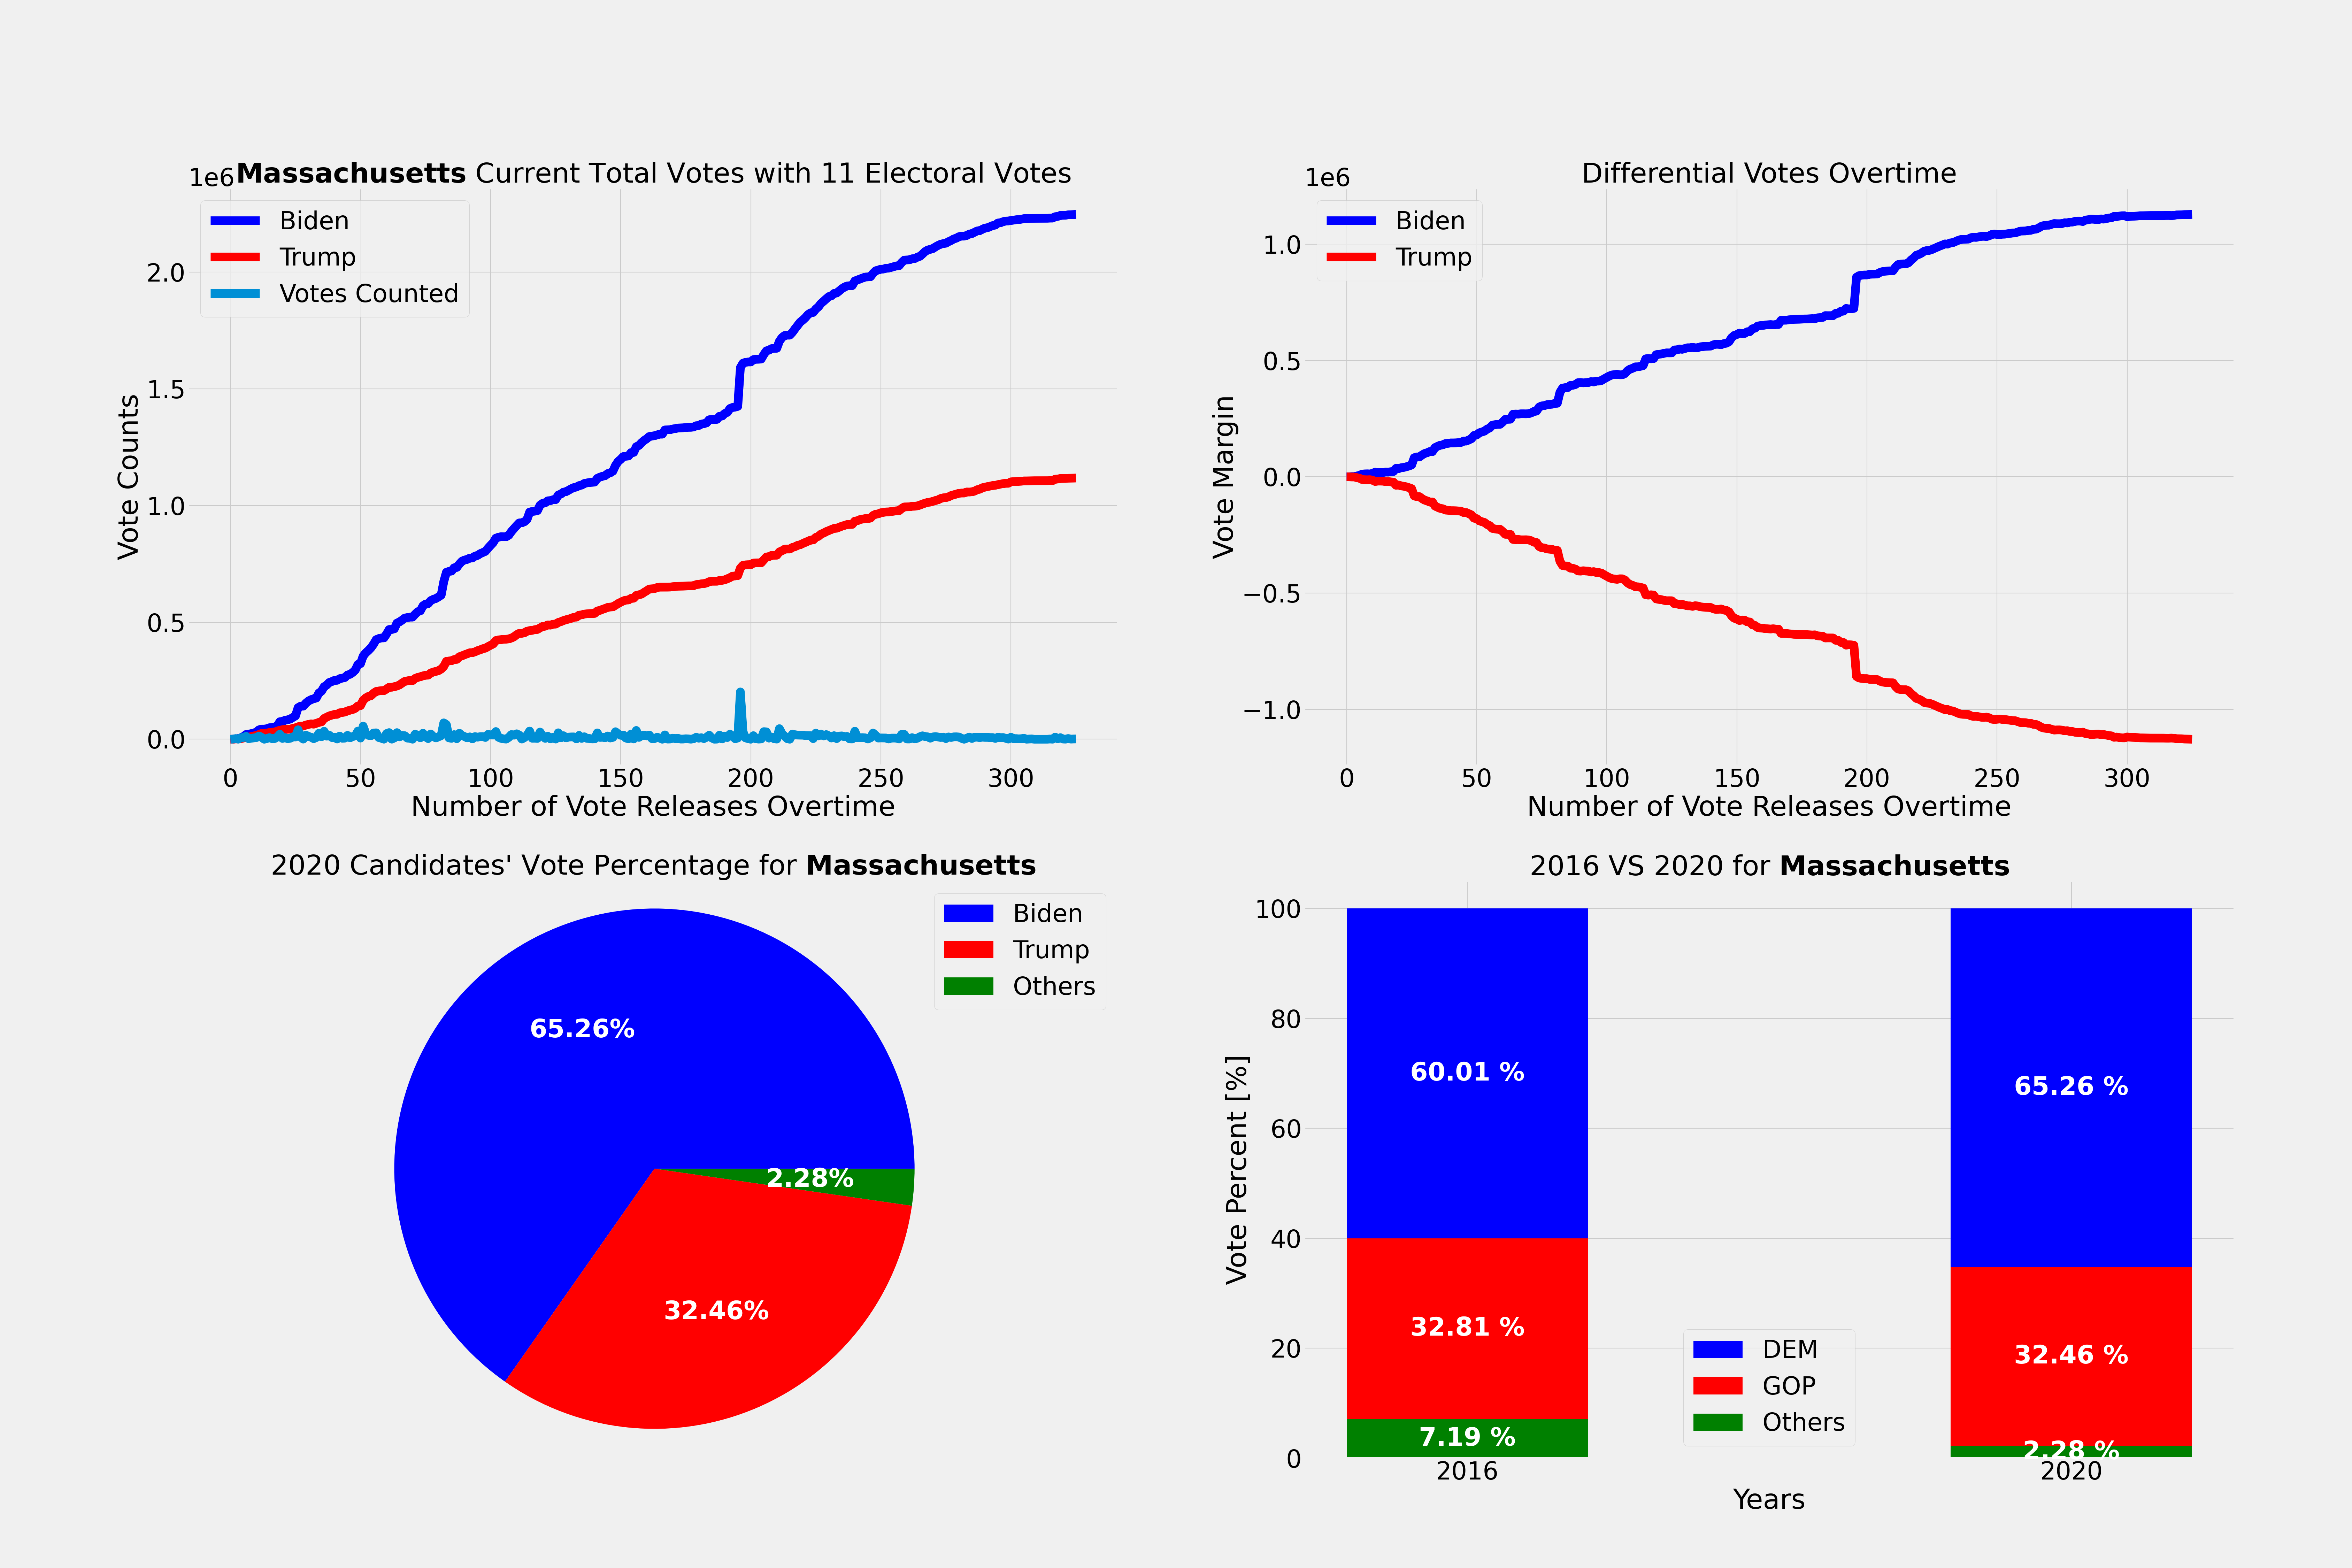 Massachusetts Current Total Votes with 11 Electoral Votes
1e6
Biden
Trump
Votes Counted
2.0
1.5
1.0
0.5
0.0
Vote Counts
0 50 100 150 200 250 300
Number of Vote Releases Overtime
Differential Votes Overtime
1e6
Biden
Trump
1.0
0.5
0.0
−0.5
−1.0
Vote Margin
0 50 100 150 200 250 300
Number of Vote Releases Overtime
2020 Candidates' Vote Percentage for Massachusetts
Biden
Trump
Others
65.26%
2.28%
32.46%
2016 VS 2020 for Massachusetts
100
80
60
40
20
0
Vote Percent [%]
60.01 %
32.81 %
7.19 %
65.26 %
32.46 %
2.28 %
DEM
GOP
Others
2016 2020
Years